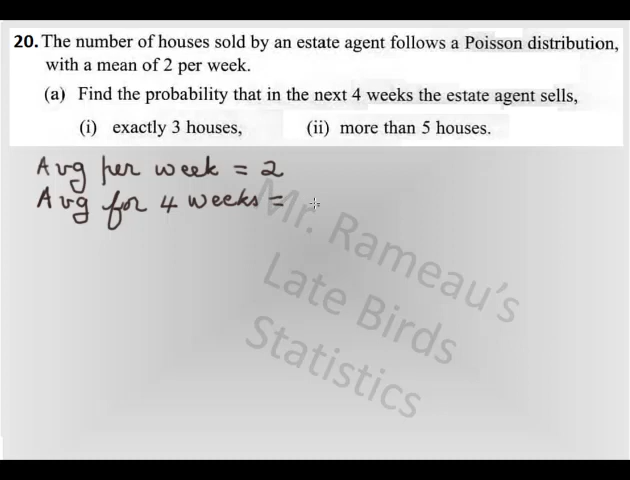 20. The number of houses sold by an estate agent follows a Poisson distribution,
with a mean of 2 per week.
(a) Find the probability that in the next 4 weeks the estate agent sells,
(i) exactly 3 houses, (ii) more than 5 houses.
Avg per week = 2
Avg for 4 weeks =
Mr. Rameau's
Late Birds
Statistics